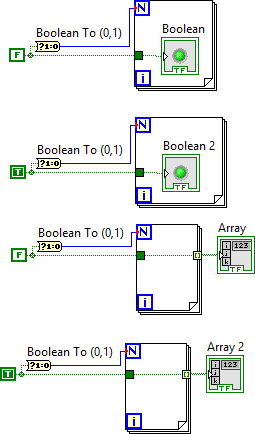 Boolean
N
Boolean To (0,1)
?1:0
F
TF
i
Boolean 2
N
Boolean To (0,1)
?1:0
T
TF
i
Array
N
Boolean To (0,1)
?1:0
i 123
j
k
F
TF
i
Array 2
N
Boolean To (0,1)
?1:0
i 123
j
k
T
TF
i